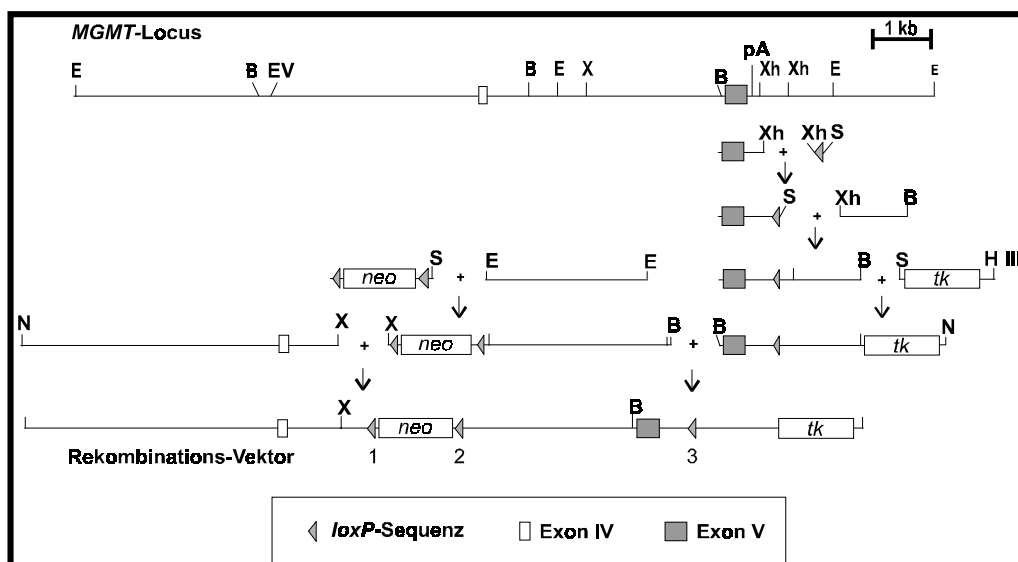 MGMT-Locus
1 kb
E B EV B E X B pA Xh Xh E E
Xh + Xh S
S + Xh B
neo S + E E B + S tk H III
N X + X neo B + B tk N
X neo B tk
Rekombinations-Vektor 1 2 3
loxP-Sequenz Exon IV Exon V